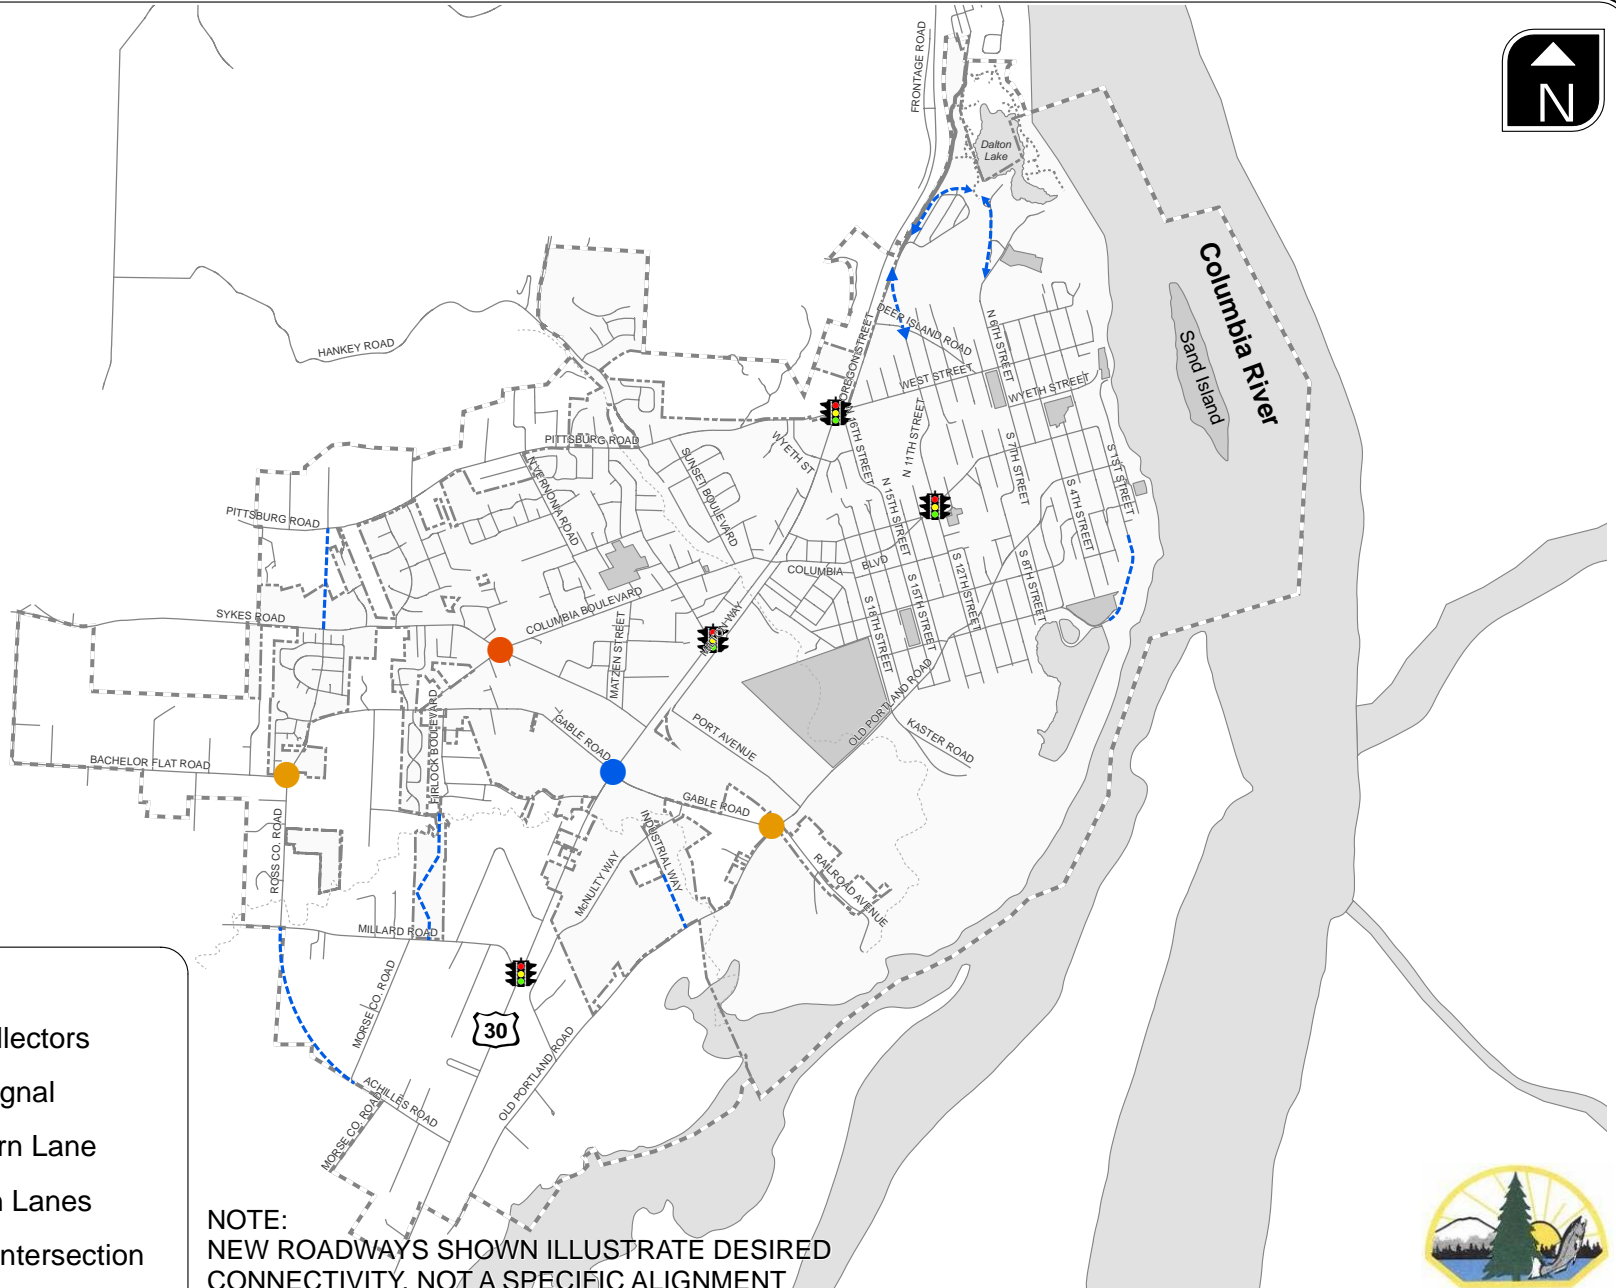 FRONTAGE ROAD
N
Dalton
Lake
Columbia River
Sand Island
HANKEY ROAD
OREGON STREET
DEER ISLAND ROAD
N 6TH STREET
WEST STREET
WYETH STREET
PITTSBURG ROAD
WYETH ST
N 16TH STREET
N 11TH STREET
S 7TH STREET
S 1ST STREET
N VERNONIA ROAD
SUNSET BOULEVARD
N 15TH STREET
S 4TH STREET
PITTSBURG ROAD
COLUMBIA BLVD
S 12TH STREET
S 8TH STREET
SYKES ROAD
COLUMBIA BOULEVARD
MATZEN STREET
S 18TH STREET
S 15TH STREET
FIRLOCK BOULEVARD
GABLE ROAD
PORT AVENUE
OLD PORTLAND ROAD
KASTER ROAD
BACHELOR FLAT ROAD
GABLE ROAD
INDUSTRIAL WAY
ROSS CO. ROAD
McNULTY WAY
RAILROAD AVENUE
MILLARD ROAD
MORSE CO. ROAD
30
OLD PORTLAND ROAD
ACHILLES ROAD
MORSE CO. ROAD
llectors
gnal
rn Lane
n Lanes
ntersection
NOTE:
NEW ROADWAYS SHOWN ILLUSTRATE DESIRED
CONNECTIVITY, NOT A SPECIFIC ALIGNMENT